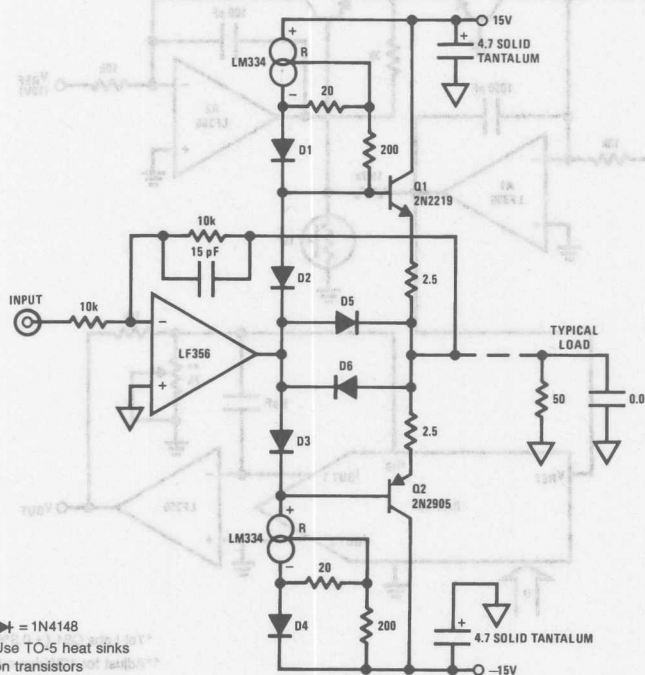 15V
4.7 SOLID
TANTALUM
LM334
R
20
D1
200
Q1
2N2219
10k
15 pF
D2
2.5
INPUT
10k
D5
TYPICAL
LOAD
LF356
D6
50
0.0
D3
2.5
Q2
2N2905
LM334
R
20
D4
200
4.7 SOLID TANTALUM
= 1N4148
Use TO-5 heat sinks
on transistors
−15V